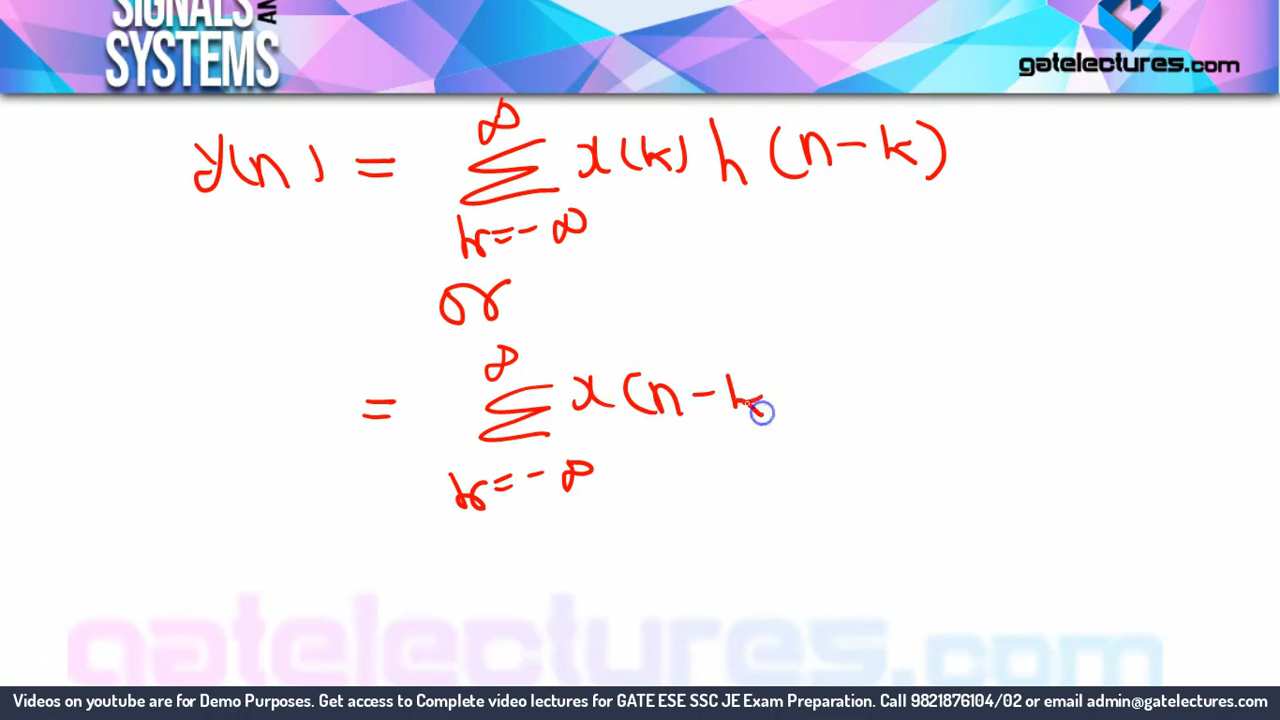 SIGNALS AND
SYSTEMS
gatelectures.com
y(n) = ∞ Σ k=-∞ x(k) h(n-k)
or
= ∞ Σ k=-∞ x(n-k
gatelectures.com
Videos on youtube are for Demo Purposes. Get access to Complete video lectures for GATE ESE SSC JE Exam Preparation. Call 9821876104/02 or email admin@gatelectures.com